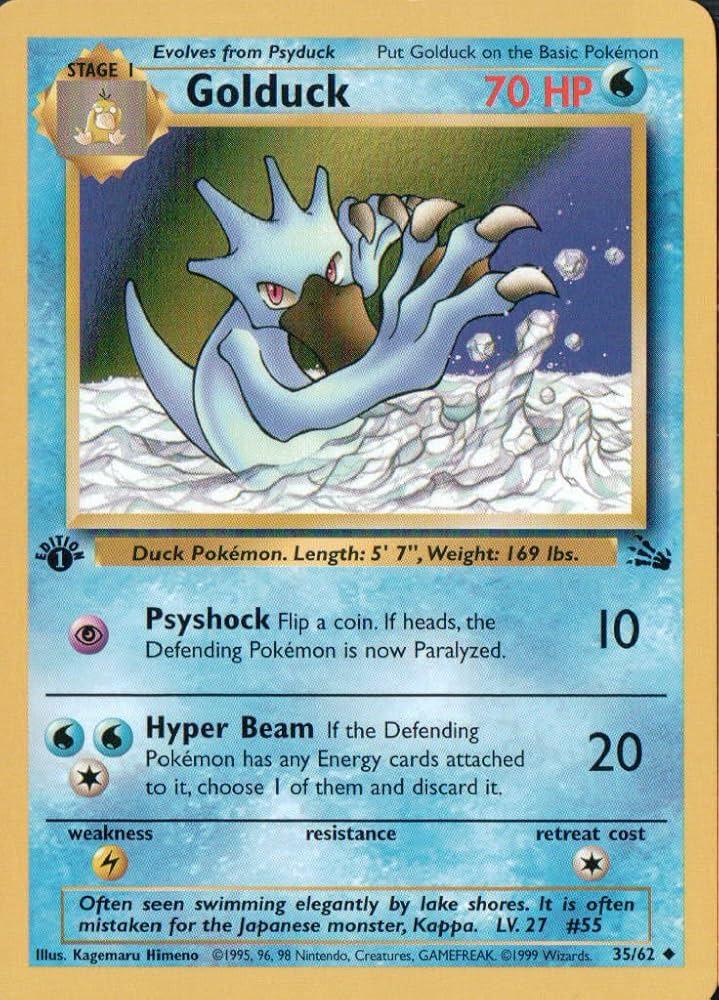 Evolves from Psyduck Put Golduck on the Basic Pokémon
STAGE 1
Golduck 70 HP
EDITION
1
Duck Pokémon. Length: 5' 7", Weight: 169 lbs.
Psyshock Flip a coin. If heads, the
Defending Pokémon is now Paralyzed.
10
Hyper Beam If the Defending
Pokémon has any Energy cards attached
to it, choose 1 of them and discard it.
20
weakness resistance retreat cost
Often seen swimming elegantly by lake shores. It is often
mistaken for the Japanese monster, Kappa. LV. 27 #55
Illus. Kagemaru Himeno ©1995, 96, 98 Nintendo, Creatures, GAMEFREAK. ©1999 Wizards. 35/62